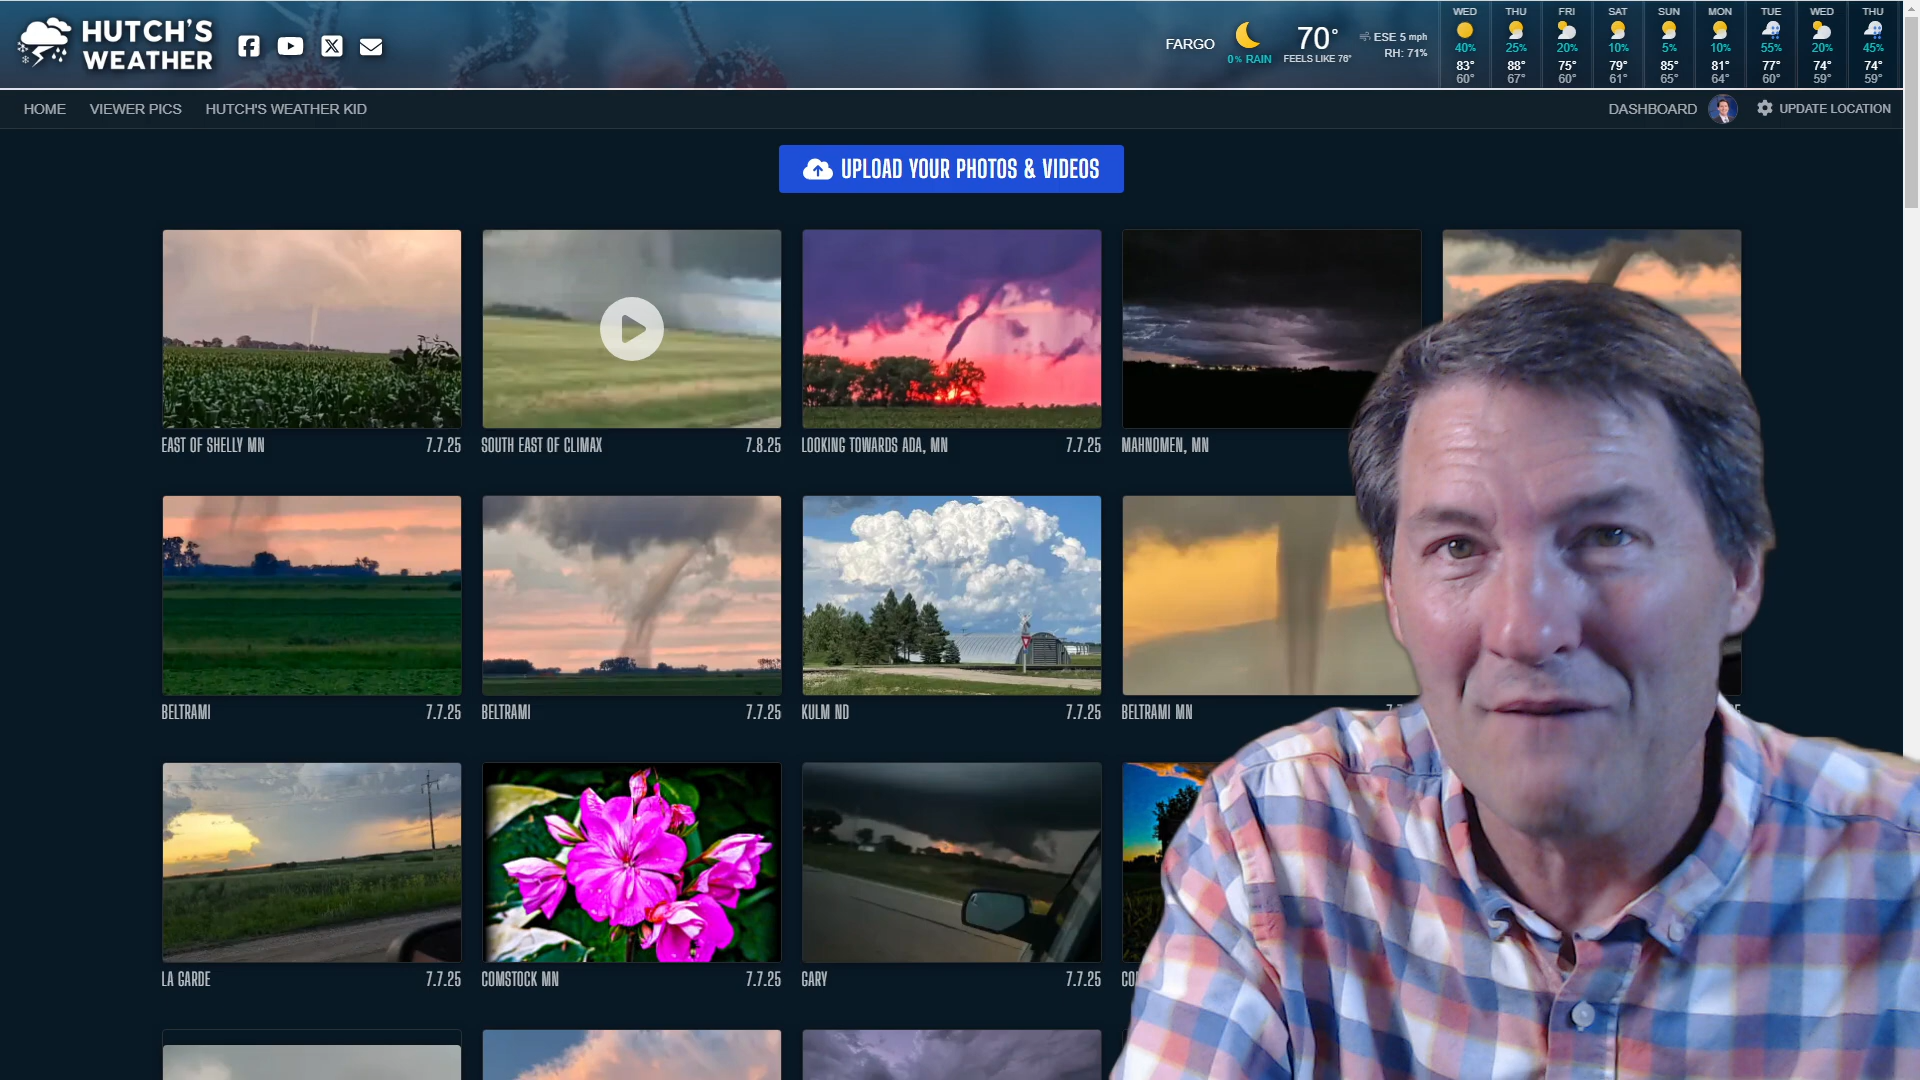 HUTCH'S
WEATHER
FARGO
0% RAIN
70°
FEELS LIKE 76°
ESE 5 mph
RH: 71%
WED THU FRI SAT SUN MON TUE WED THU
40% 25% 20% 10% 5% 10% 55% 20% 45%
83° 88° 75° 79° 85° 81° 77° 74° 74°
60° 67° 60° 61° 65° 64° 60° 59° 59°
HOME VIEWER PICS HUTCH'S WEATHER KID DASHBOARD UPDATE LOCATION
UPLOAD YOUR PHOTOS & VIDEOS
EAST OF SHELLY MN 7.7.25 SOUTH EAST OF CLIMAX 7.8.25 LOOKING TOWARDS ADA, MN 7.7.25 MAHNOMEN, MN
BELTRAMI 7.7.25 BELTRAMI 7.7.25 KULM ND 7.7.25 BELTRAMI MN
LA GARDE 7.7.25 COMSTOCK MN 7.7.25 GARY 7.7.25